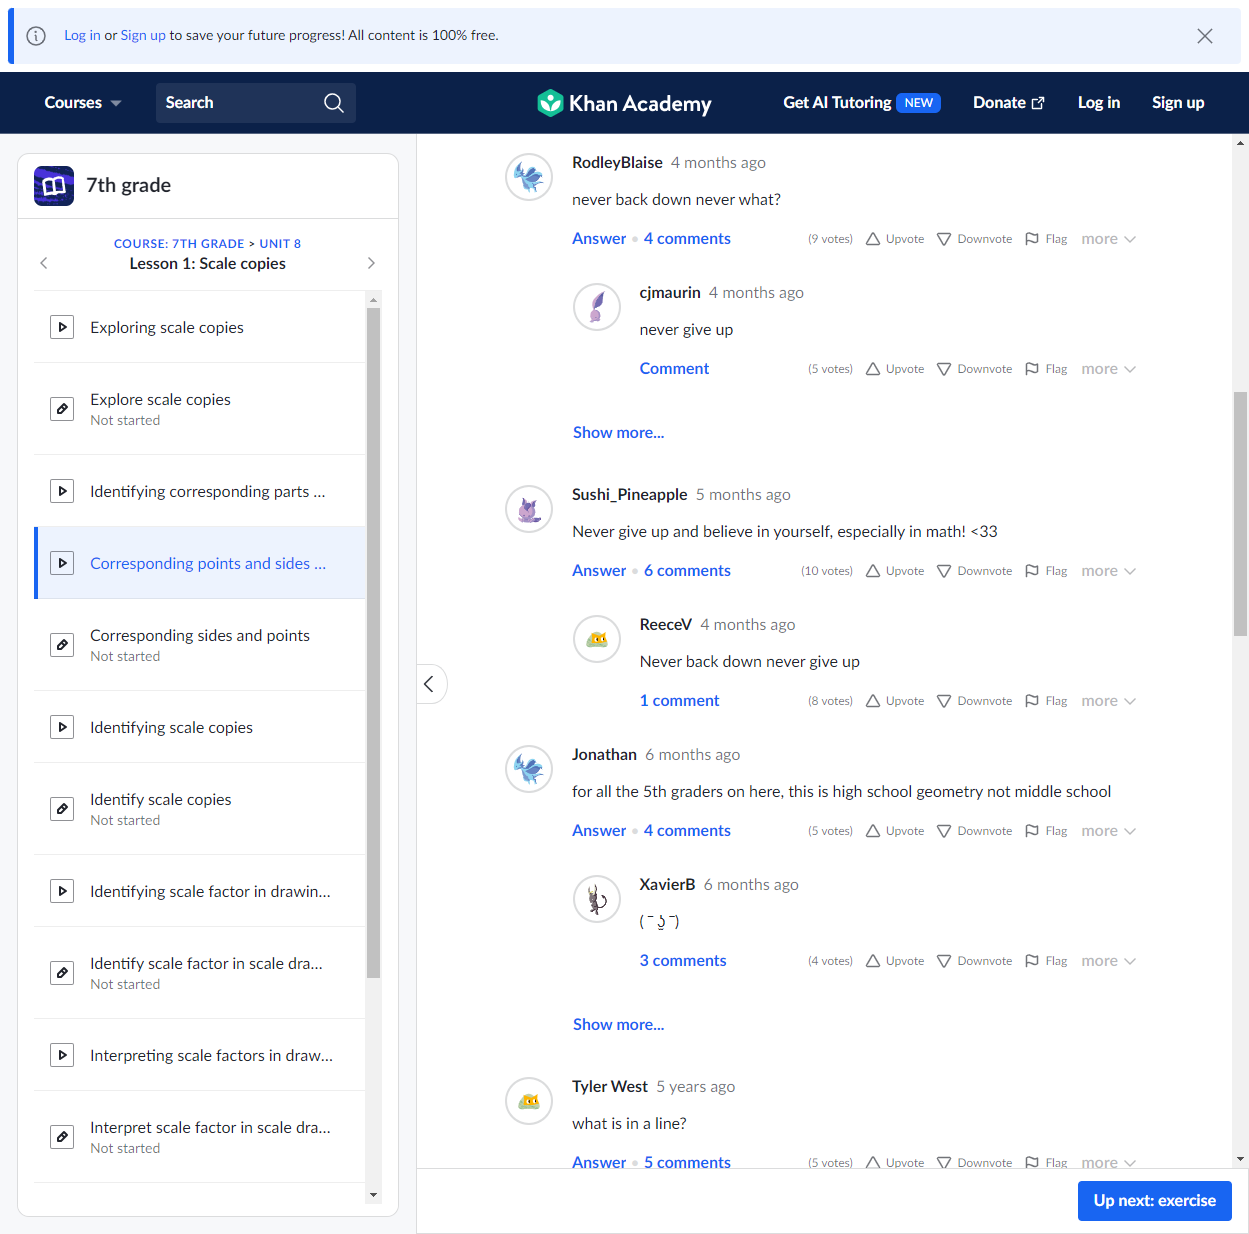 Log in or Sign up to save your future progress! All content is 100% free.
Courses
Search
Khan Academy
Get AI Tutoring NEW
Donate
Log in
Sign up
7th grade
COURSE: 7TH GRADE > UNIT 8
Lesson 1: Scale copies
Exploring scale copies
Explore scale copies
Not started
Identifying corresponding parts ...
Corresponding points and sides ...
Corresponding sides and points
Not started
Identifying scale copies
Identify scale copies
Not started
Identifying scale factor in drawin...
Identify scale factor in scale dra...
Not started
Interpreting scale factors in draw...
Interpret scale factor in scale dra...
Not started
RodleyBlaise 4 months ago
never back down never what?
Answer • 4 comments (9 votes) Upvote Downvote Flag more
cjmaurin 4 months ago
never give up
Comment (5 votes) Upvote Downvote Flag more
Show more...
Sushi_Pineapple 5 months ago
Never give up and believe in yourself, especially in math! <33
Answer • 6 comments (10 votes) Upvote Downvote Flag more
ReeceV 4 months ago
Never back down never give up
1 comment (8 votes) Upvote Downvote Flag more
Jonathan 6 months ago
for all the 5th graders on here, this is high school geometry not middle school
Answer • 4 comments (5 votes) Upvote Downvote Flag more
XavierB 6 months ago
( ¯ ʖ̯ ¯)
3 comments (4 votes) Upvote Downvote Flag more
Show more...
Tyler West 5 years ago
what is in a line?
Answer • 5 comments (5 votes) Upvote Downvote Flag more
Up next: exercise